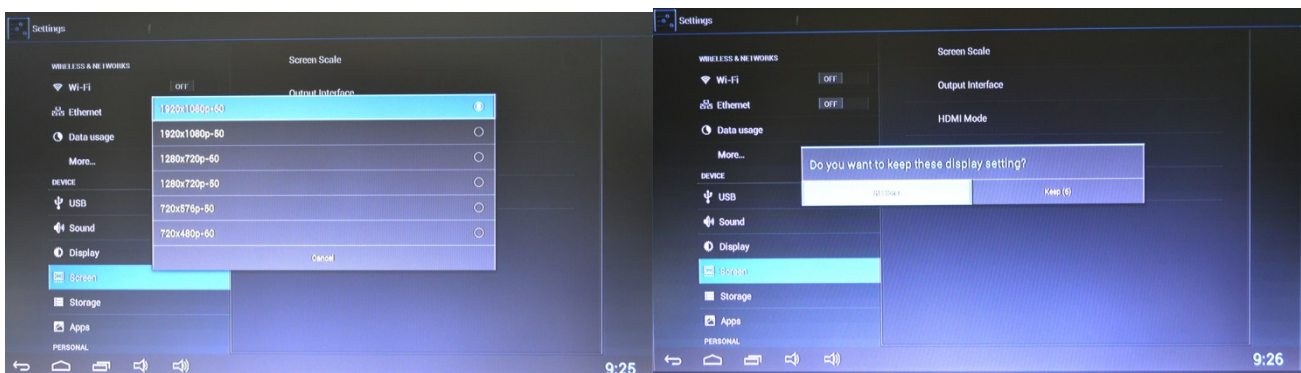 Settings
WIRELESS & NETWORKS
Wi-Fi
OFF
Ethernet
Data usage
More...
DEVICE
USB
Sound
Display
Screen
Storage
Apps
PERSONAL
Screen Scale
Output Interface
1920x1080p-60
1920x1080p-50
1280x720p-60
1280x720p-50
720x576p-50
720x480p-60
Cancel
9:25
Settings
WIRELESS & NETWORKS
Wi-Fi
OFF
Ethernet
OFF
Data usage
More...
DEVICE
USB
Sound
Display
Screen
Storage
Apps
PERSONAL
Screen Scale
Output Interface
HDMI Mode
Do you want to keep these display setting?
Keep (6)
9:26